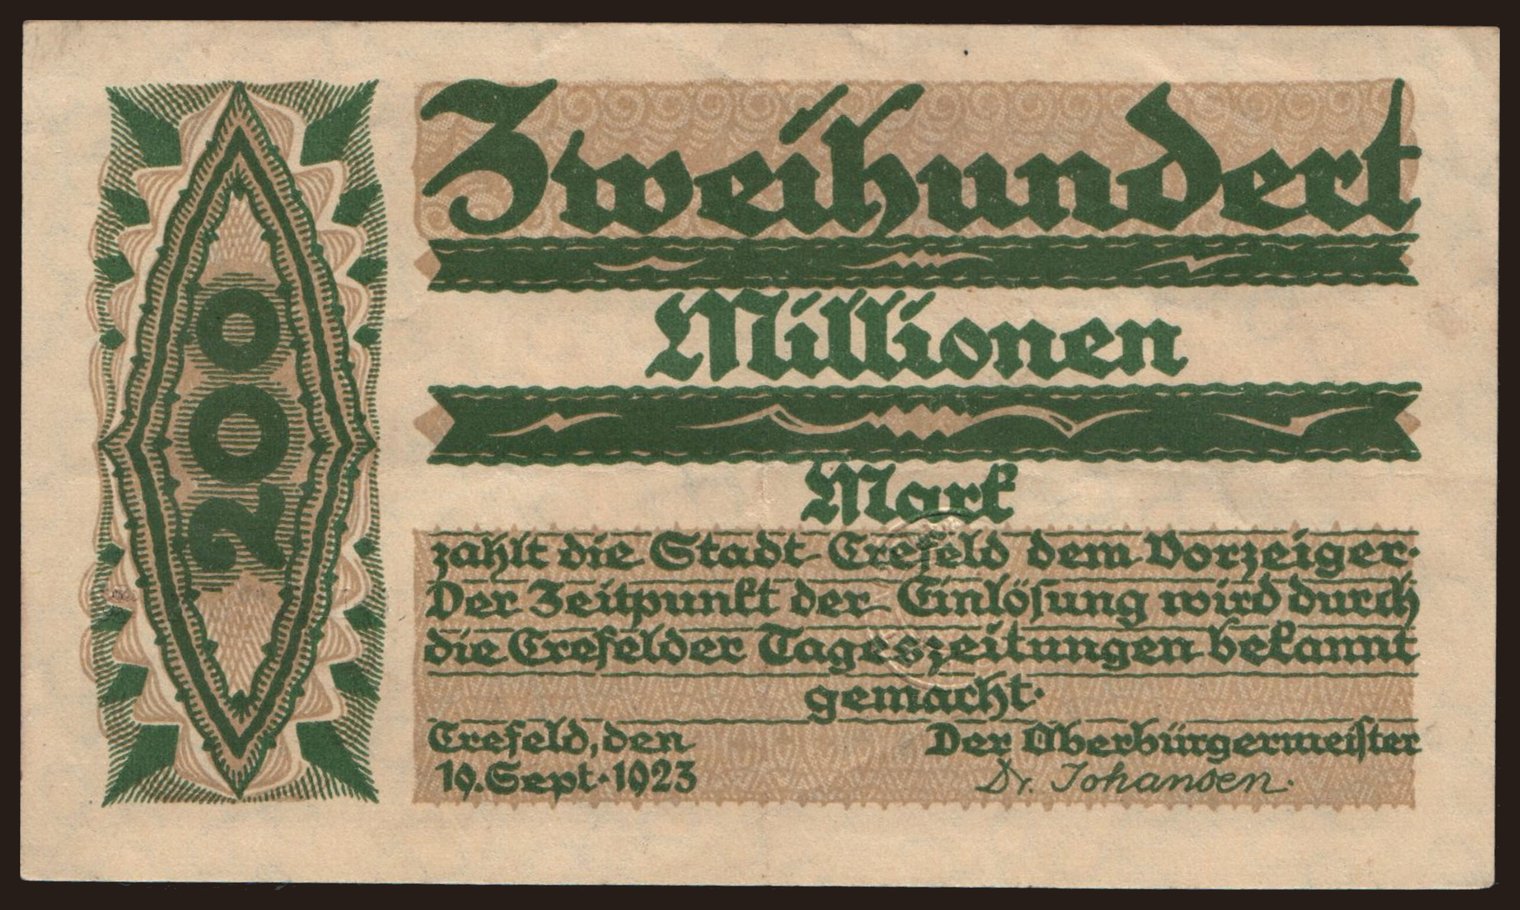 200
Zweihundert
Millionen
Mark
zahlt die Stadt Crefeld dem Vorzeiger.
Der Zeitpunkt der Einlösung wird durch
die Crefelder Tageszeitungen bekannt
gemacht.
Crefeld, den
19. Sept. 1923
Der Oberbürgermeister
Dr. Johansen.